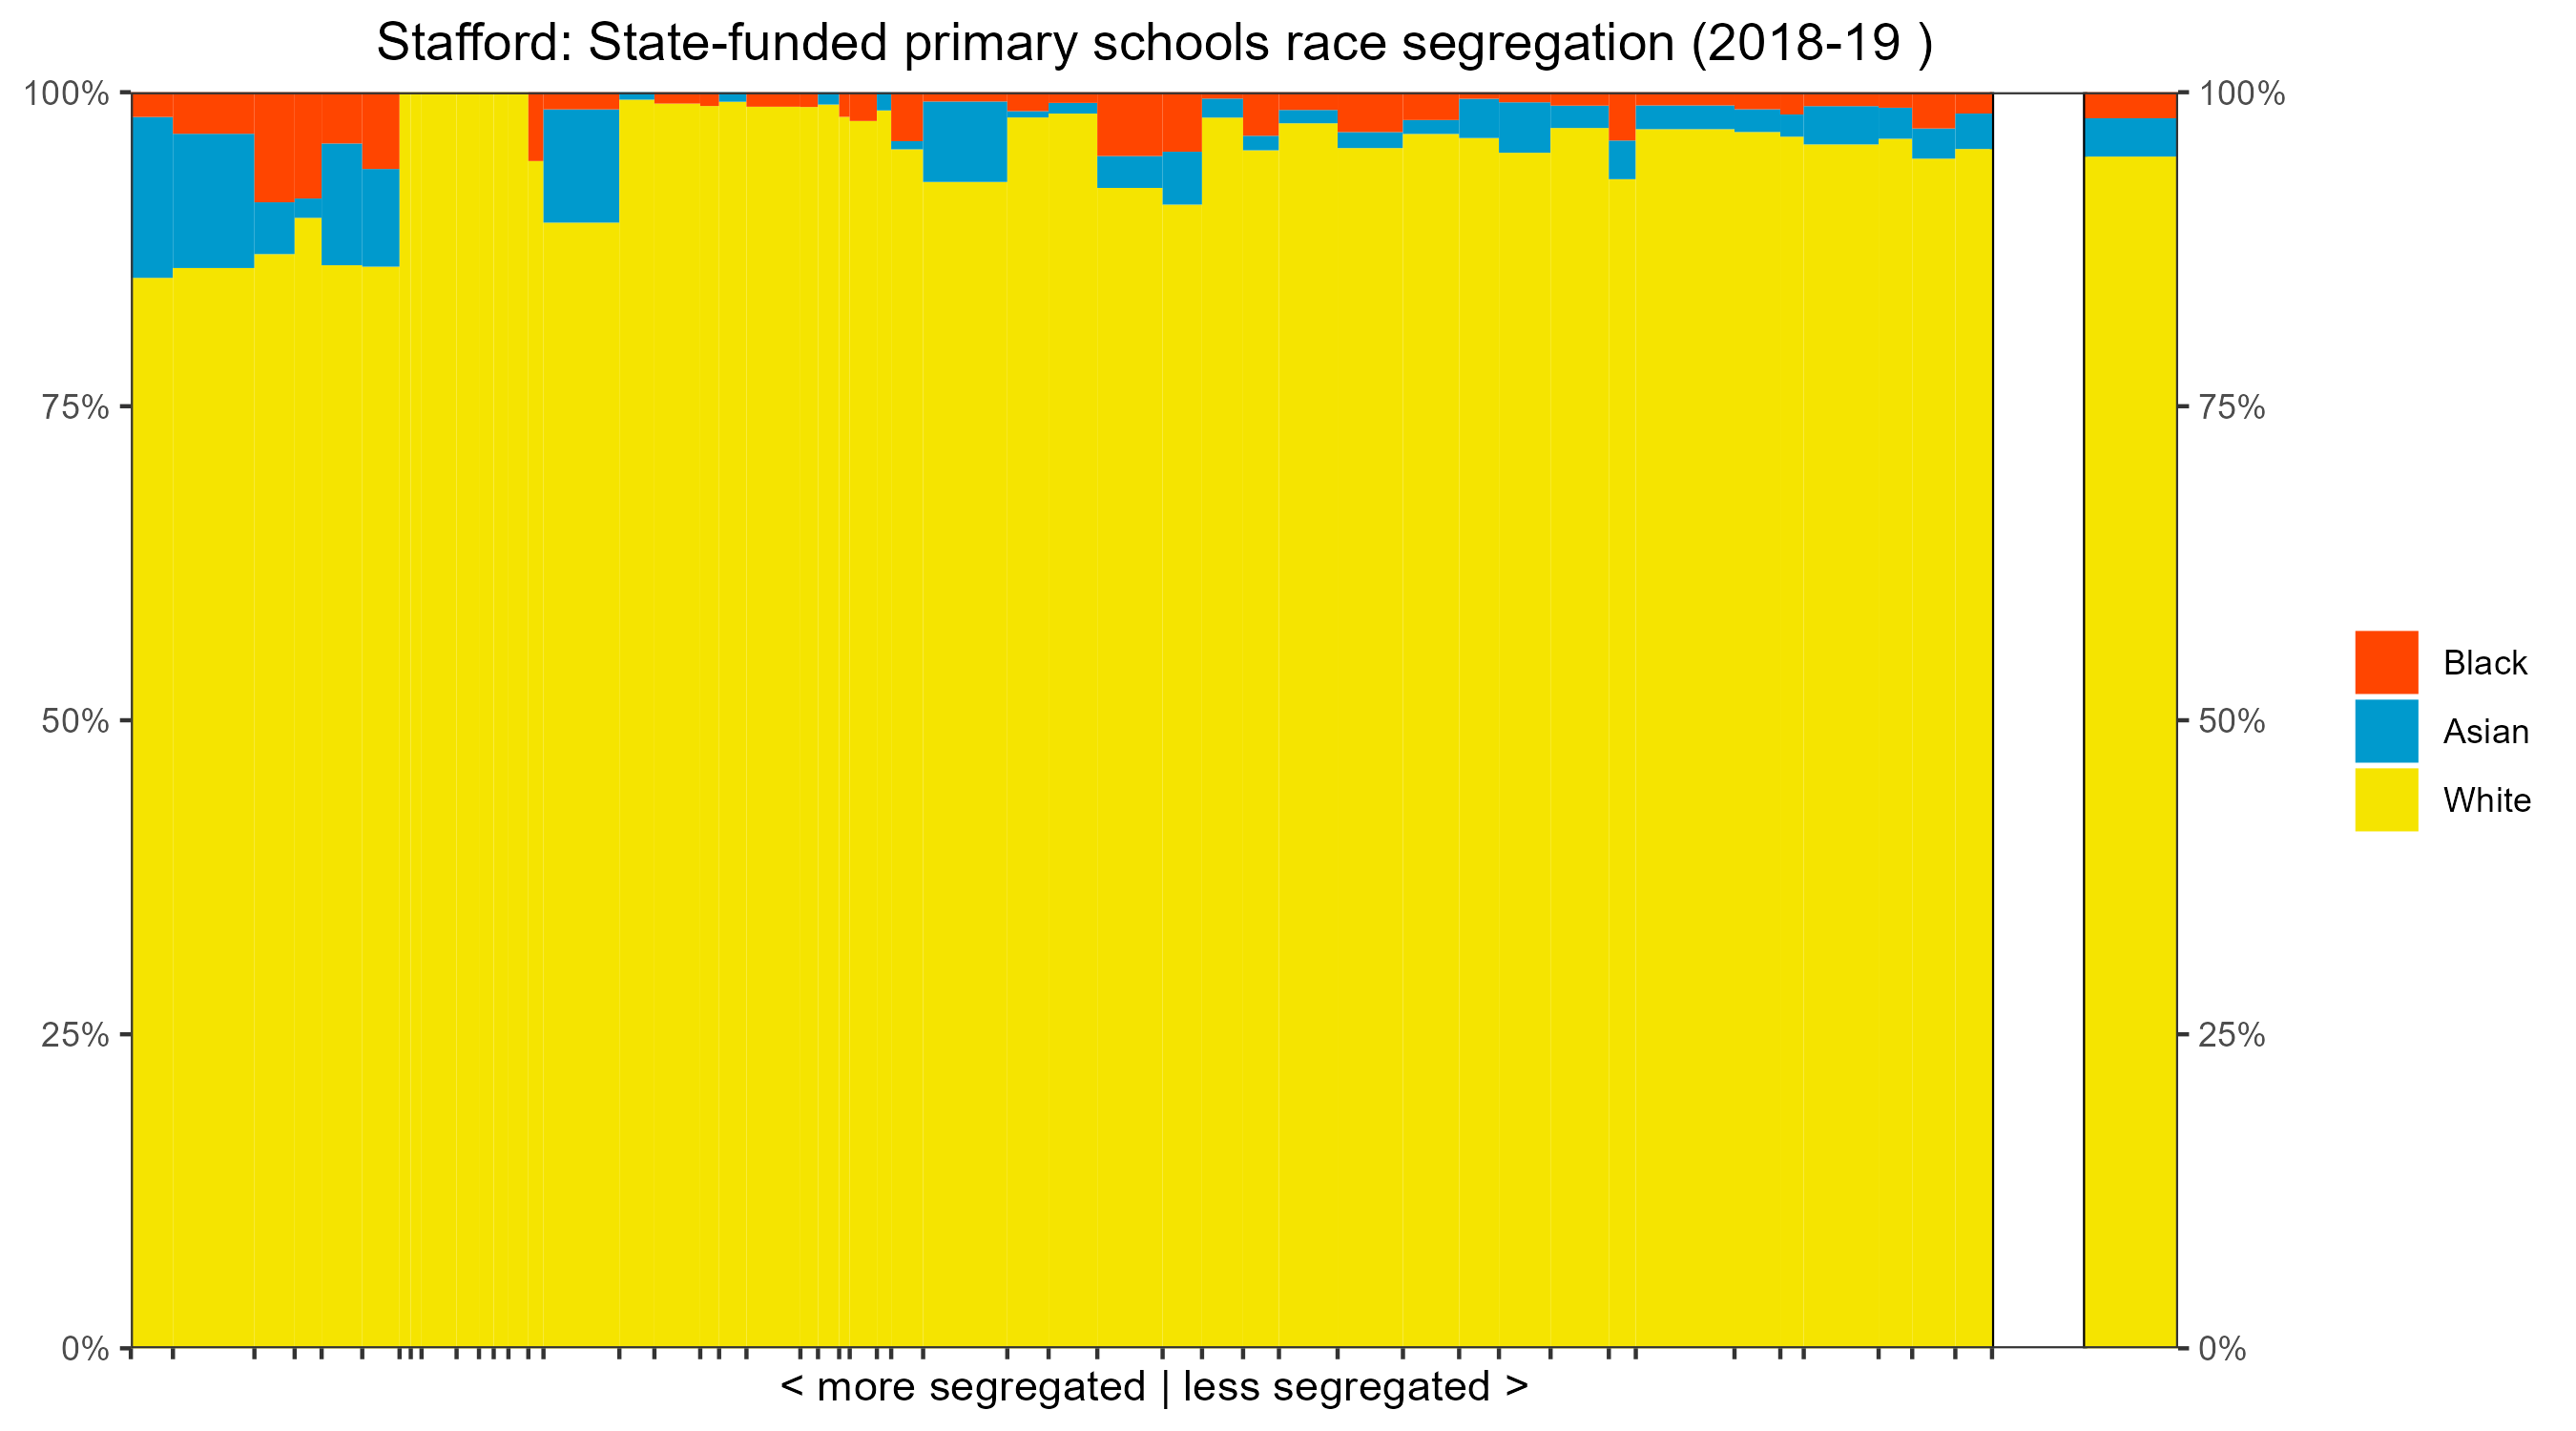 Stafford: State-funded primary schools race segregation (2018-19 )
100%
75%
50%
25%
0%
100%
75%
50%
25%
0%
Black
Asian
White
< more segregated | less segregated >